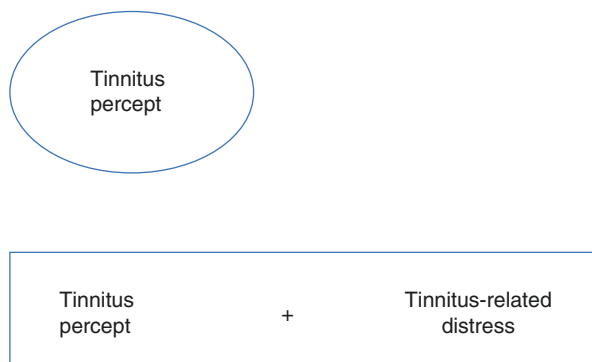 Tinnitus
percept
Tinnitus
percept
+
Tinnitus-related
distress